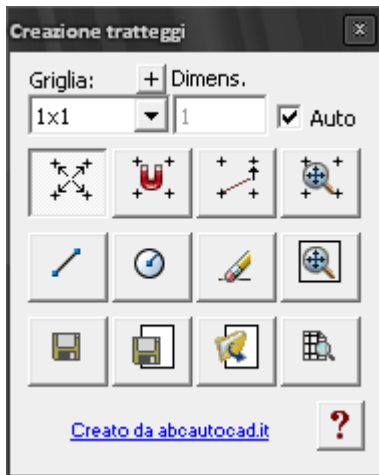 Creazione tratteggi
Griglia: + Dimens.
1x1 1 Auto
Creato da abcautocad.it ?